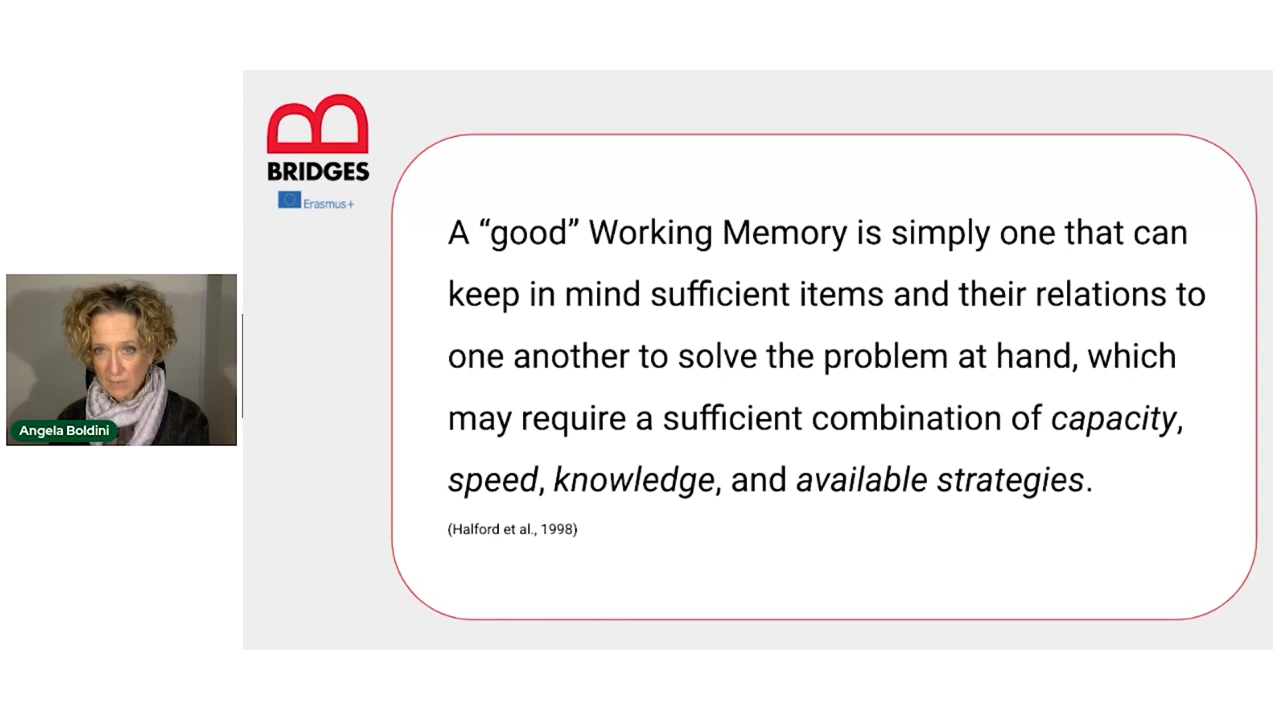 BRIDGES
Erasmus+
A “good” Working Memory is simply one that can
keep in mind sufficient items and their relations to
one another to solve the problem at hand, which
may require a sufficient combination of capacity,
speed, knowledge, and available strategies.
(Halford et al., 1998)
Angela Boldini